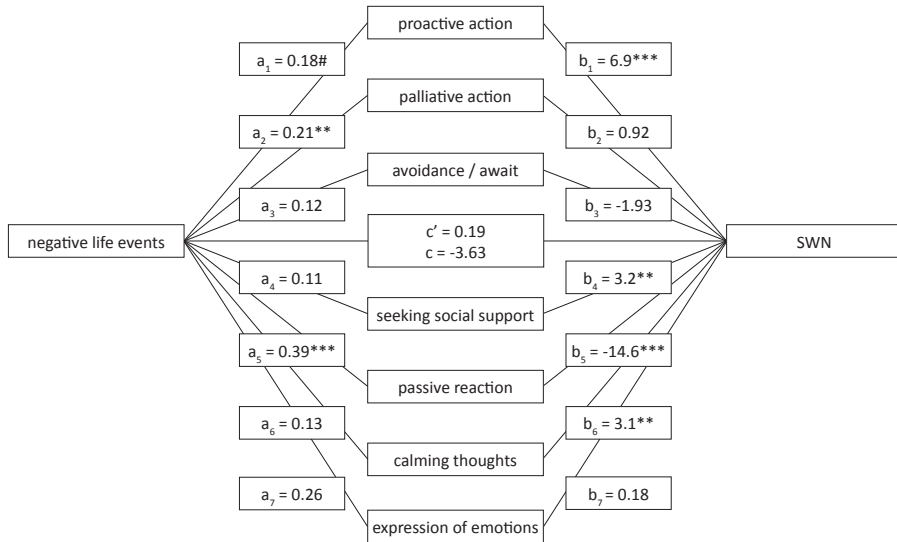 proactive action
a₁ = 0.18#
b₁ = 6.9***
palliative action
a₂ = 0.21**
b₂ = 0.92
avoidance / await
a₃ = 0.12
b₃ = -1.93
negative life events
c’ = 0.19
c = -3.63
SWN
a₄ = 0.11
b₄ = 3.2**
seeking social support
a₅ = 0.39***
b₅ = -14.6***
passive reaction
a₆ = 0.13
b₆ = 3.1**
calming thoughts
a₇ = 0.26
b₇ = 0.18
expression of emotions